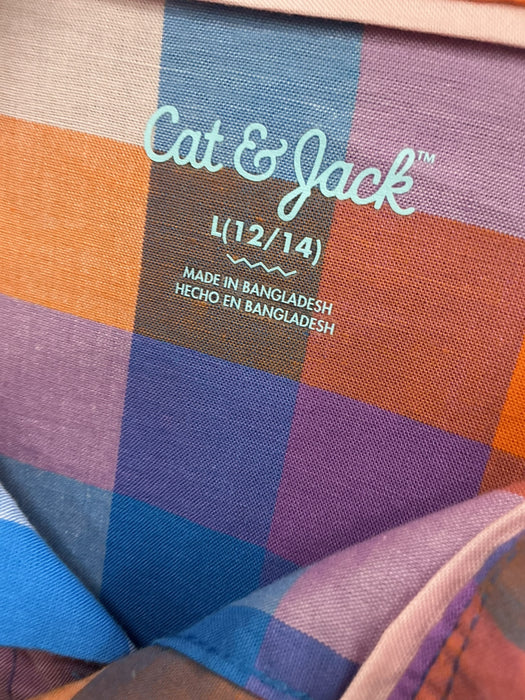 Cat & Jack™
L(12/14)
MADE IN BANGLADESH
HECHO EN BANGLADESH